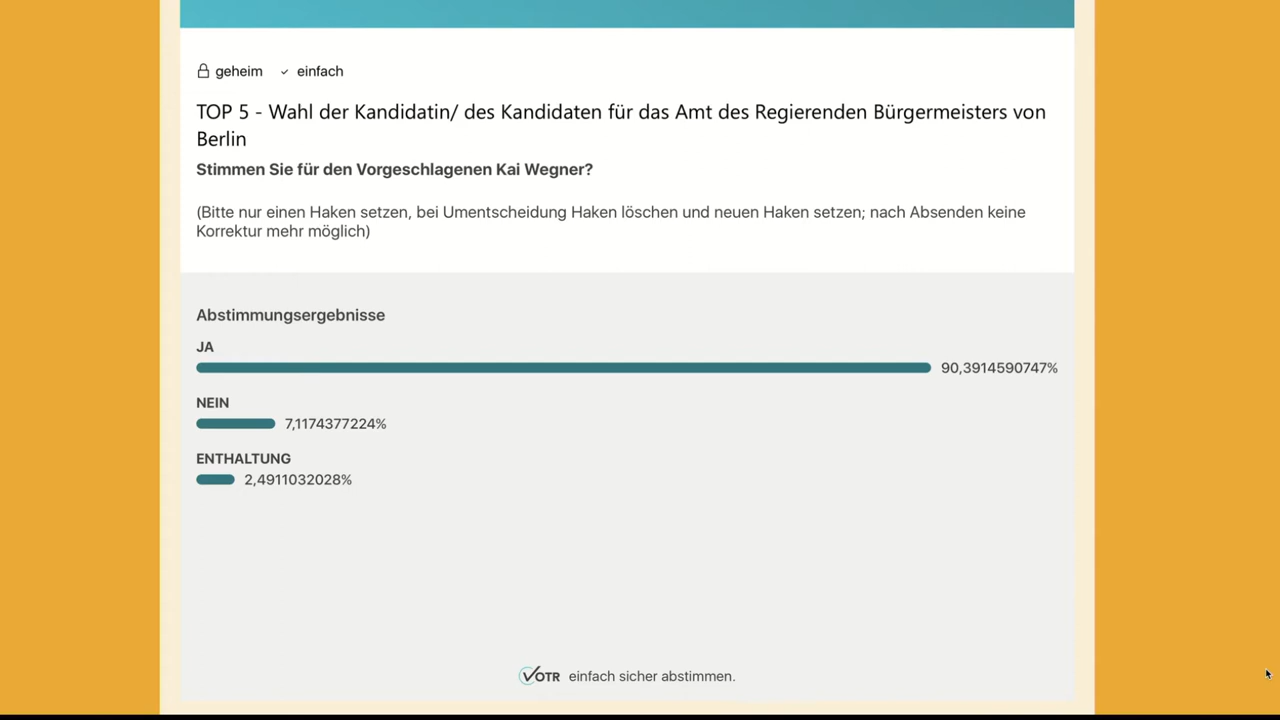 geheim einfach
TOP 5 - Wahl der Kandidatin/ des Kandidaten für das Amt des Regierenden Bürgermeisters von
Berlin
Stimmen Sie für den Vorgeschlagenen Kai Wegner?
(Bitte nur einen Haken setzen, bei Umentscheidung Haken löschen und neuen Haken setzen; nach Absenden keine
Korrektur mehr möglich)
Abstimmungsergebnisse
JA
90,3914590747%
NEIN
7,1174377224%
ENTHALTUNG
2,4911032028%
VOTR einfach sicher abstimmen.